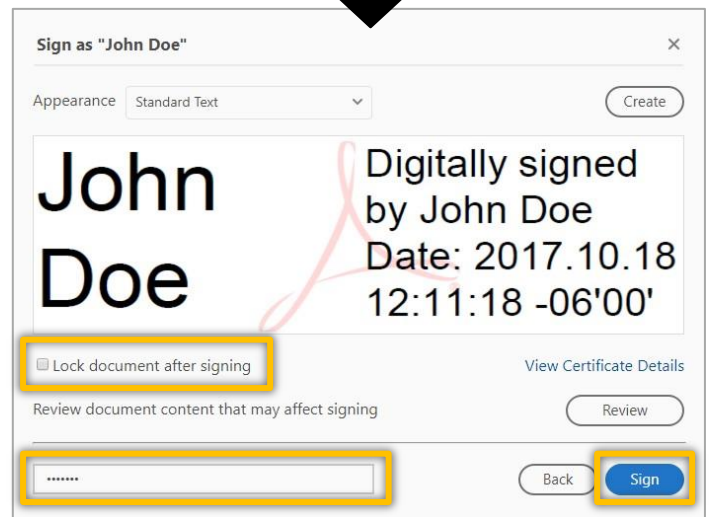 Sign as "John Doe"
×
Appearance Standard Text Create
John
Doe
Digitally signed
by John Doe
Date: 2017.10.18
12:11:18 -06'00'
Lock document after signing View Certificate Details
Review document content that may affect signing Review
••••••• Back Sign